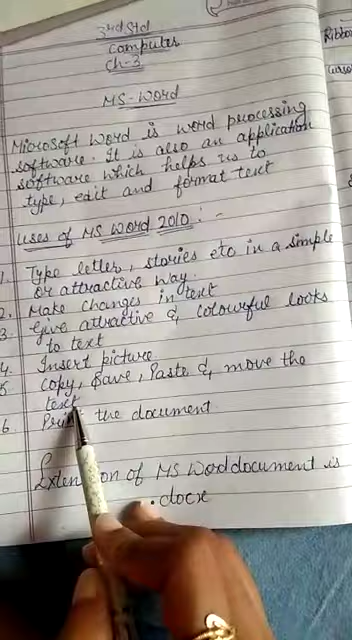 3rd Std
Computer
Ch-3
MS-WORD
Microsoft Word is word processing
software. It is also an application
software which helps us to
type, edit and format text
Uses of MS Word 2010:-
1. Type letter, stories etc in a simple
or attractive way.
2. Make changes in text
3 Give attractive & colourful looks
to text
4. Insert picture.
5 Copy, Save, Paste & move the
text
6 Print the document.
Extension of MS Word document is
.docx
Ribbon